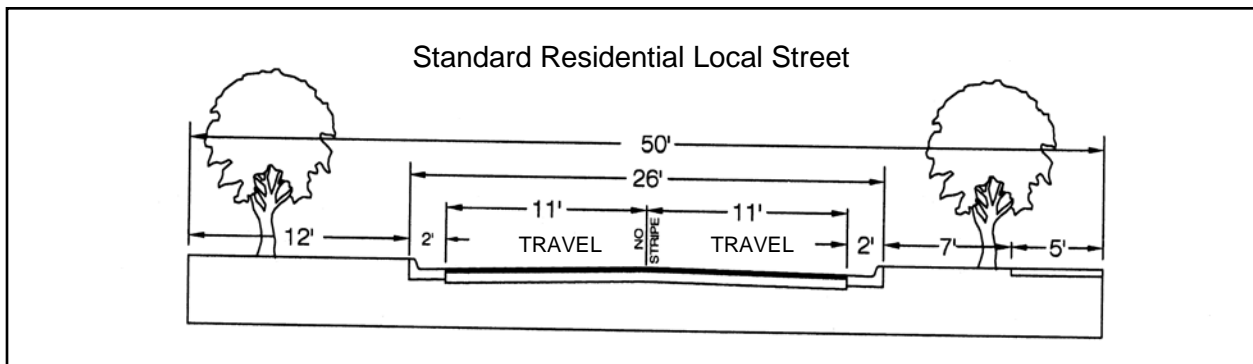 Standard Residential Local Street
50'
26'
11' 11'
12' 2' TRAVEL NO STRIPE TRAVEL 2' 7' 5'